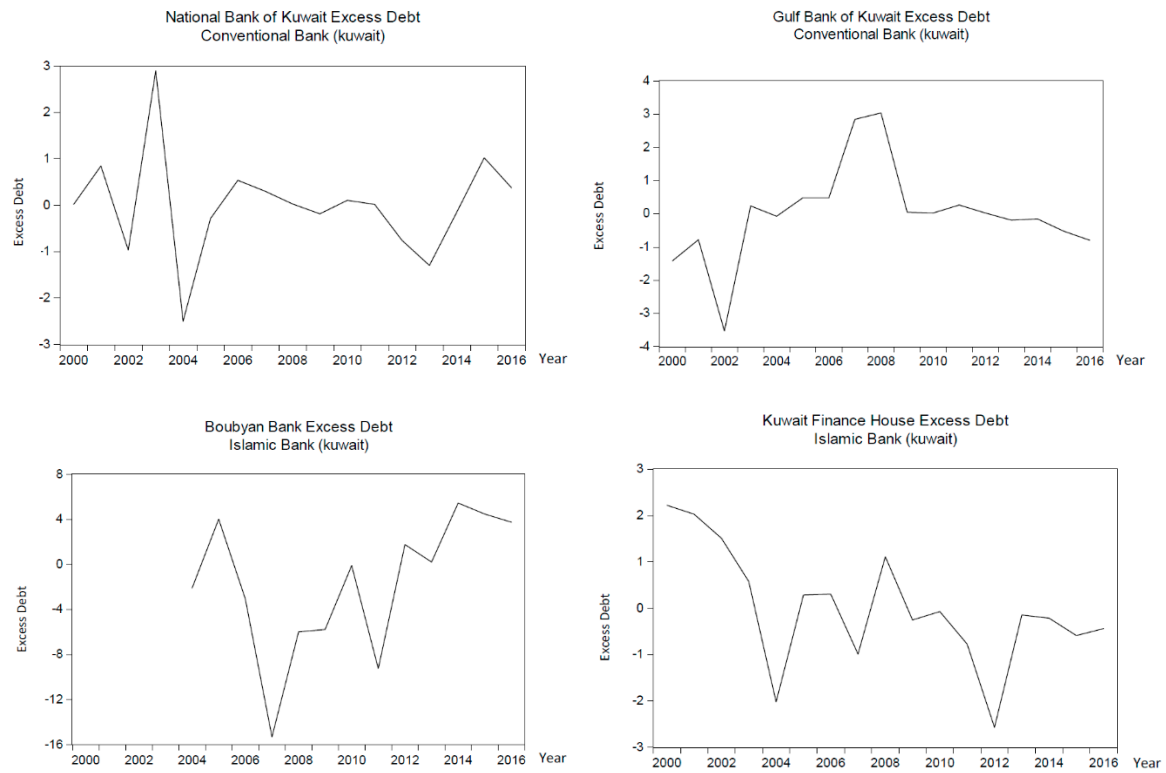 National Bank of Kuwait Excess Debt
Conventional Bank (kuwait)
3
2
1
0
-1
-2
-3
Excess Debt
2000 2002 2004 2006 2008 2010 2012 2014 2016 Year
Gulf Bank of Kuwait Excess Debt
Conventional Bank (kuwait)
4
3
2
1
0
-1
-2
-3
-4
Excess Debt
2000 2002 2004 2006 2008 2010 2012 2014 2016 Year
Boubyan Bank Excess Debt
Islamic Bank (kuwait)
8
4
0
-4
-8
-12
-16
Excess Debt
2000 2002 2004 2006 2008 2010 2012 2014 2016 Year
Kuwait Finance House Excess Debt
Islamic Bank (kuwait)
3
2
1
0
-1
-2
-3
Excess Debt
2000 2002 2004 2006 2008 2010 2012 2014 2016 Year